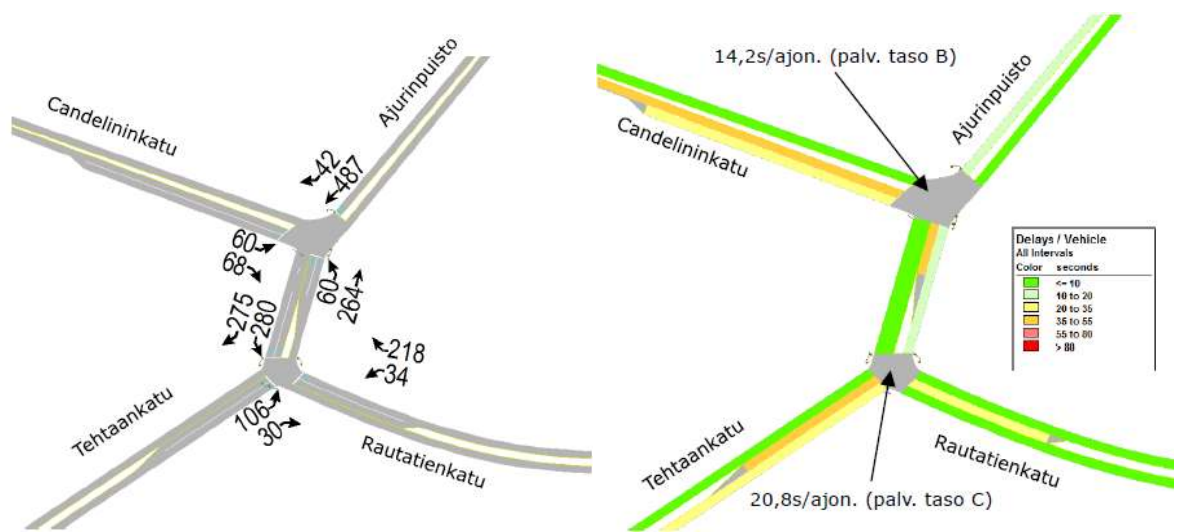 Candelininkatu
Ajurinpuisto
42
487
60
68
60
264
275
280
218
34
106
30
Tehtaankatu
Rautatienkatu
14,2s/ajon. (palv. taso B)
Ajurinpuisto
Candelininkatu
Delays / Vehicle
All Intervals
Color seconds
<= 10
10 to 20
20 to 35
35 to 55
55 to 80
> 80
Tehtaankatu
Rautatienkatu
20,8s/ajon. (palv. taso C)